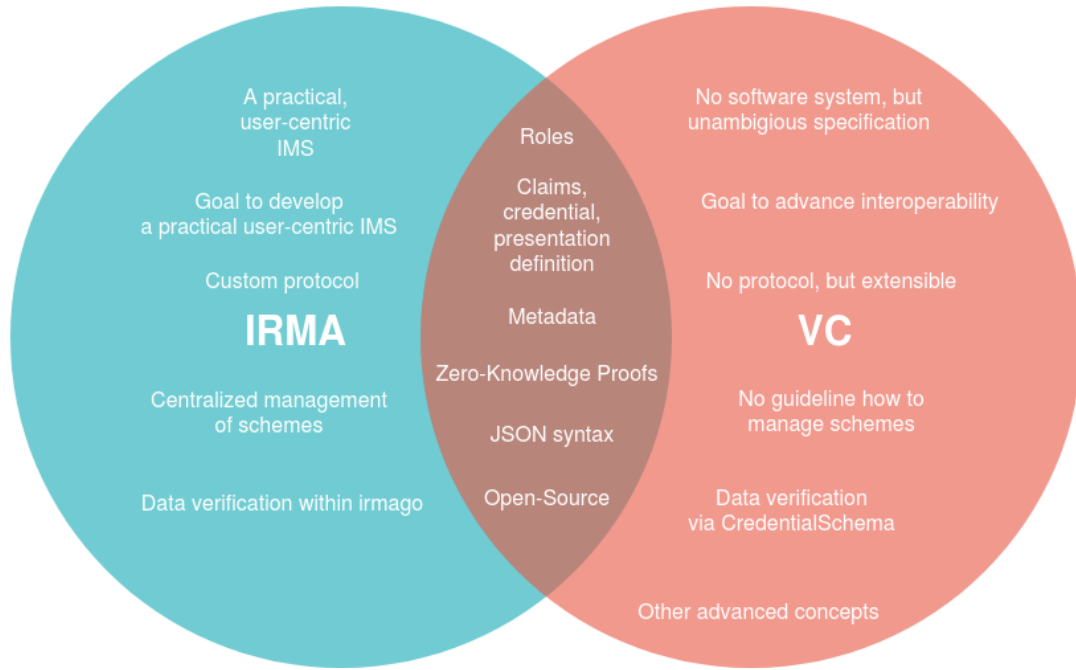 A practical,
user-centric
IMS
Goal to develop
a practical user-centric IMS
Custom protocol
IRMA
Centralized management
of schemes
Data verification within irmago
Roles
Claims,
credential,
presentation
definition
Metadata
Zero-Knowledge Proofs
JSON syntax
Open-Source
No software system, but
unambigious specification
Goal to advance interoperability
No protocol, but extensible
VC
No guideline how to
manage schemes
Data verification
via CredentialSchema
Other advanced concepts